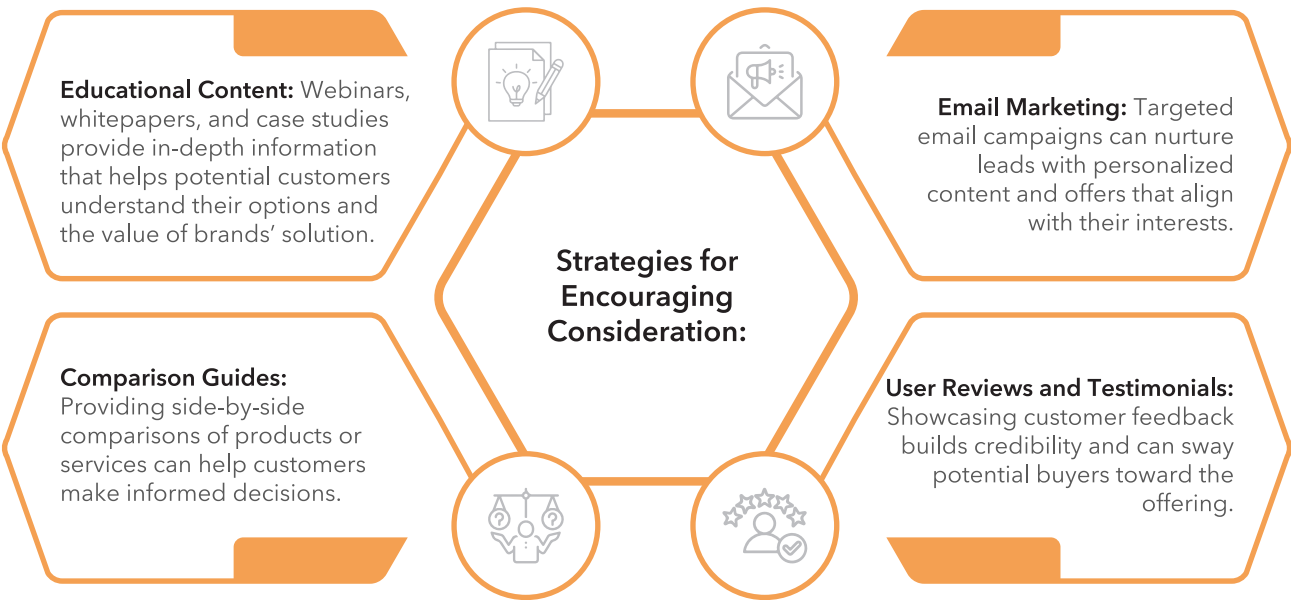 Educational Content: Webinars,
whitepapers, and case studies
provide in-depth information
that helps potential customers
understand their options and
the value of brands’ solution.
Email Marketing: Targeted
email campaigns can nurture
leads with personalized
content and offers that align
with their interests.
Strategies for
Encouraging
Consideration:
Comparison Guides:
Providing side-by-side
comparisons of products or
services can help customers
make informed decisions.
User Reviews and Testimonials:
Showcasing customer feedback
builds credibility and can sway
potential buyers toward the
offering.
? ?